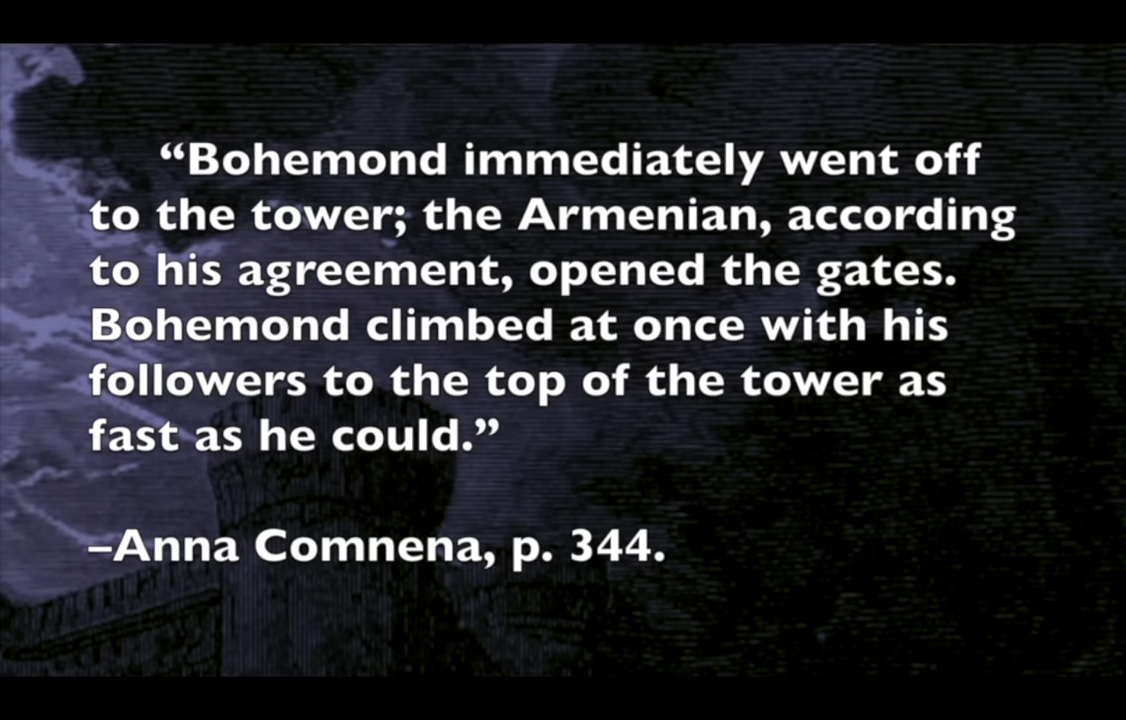 “Bohemond immediately went off
to the tower; the Armenian, according
to his agreement, opened the gates.
Bohemond climbed at once with his
followers to the top of the tower as
fast as he could.”
–Anna Comnena, p. 344.